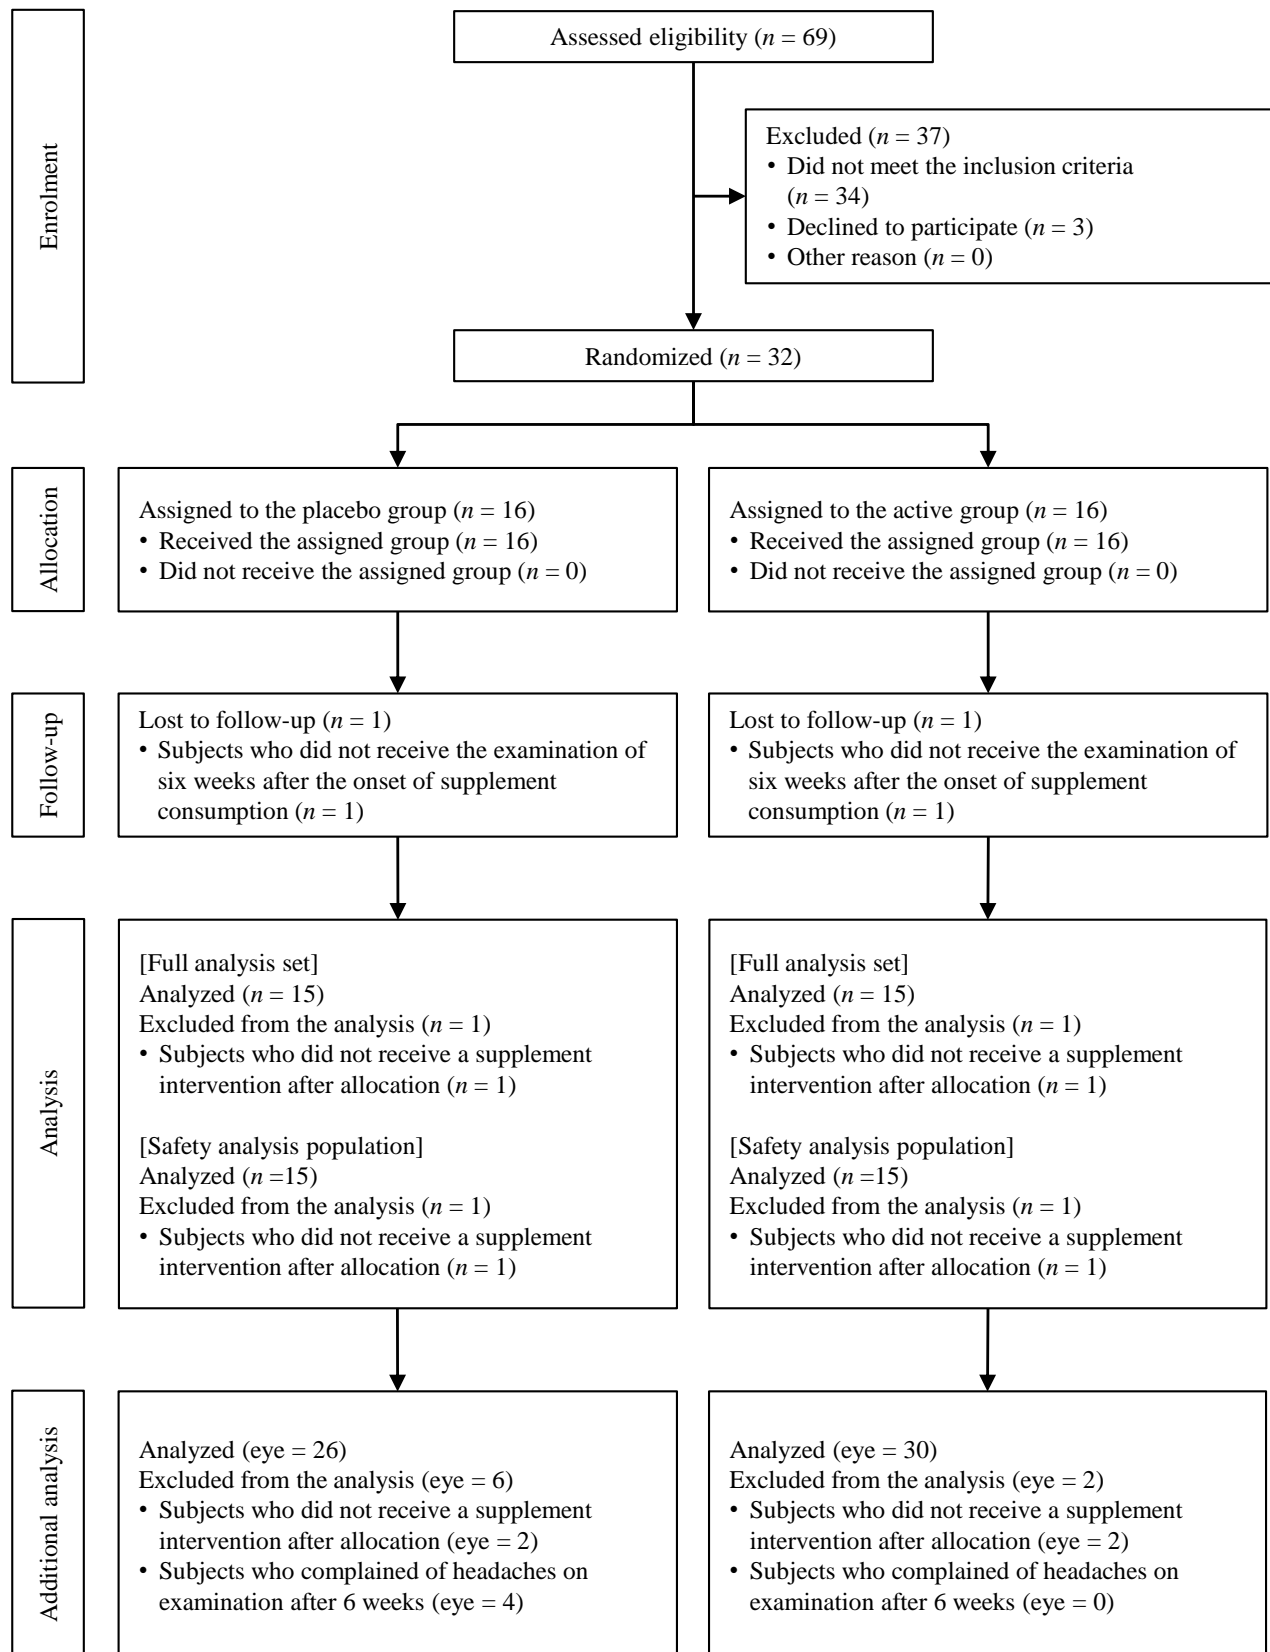 Enrolment
Assessed eligibility (n = 69)
Excluded (n = 37)
• Did not meet the inclusion criteria
(n = 34)
• Declined to participate (n = 3)
• Other reason (n = 0)
Randomized (n = 32)
Allocation
Assigned to the placebo group (n = 16)
• Received the assigned group (n = 16)
• Did not receive the assigned group (n = 0)
Assigned to the active group (n = 16)
• Received the assigned group (n = 16)
• Did not receive the assigned group (n = 0)
Follow-up
Lost to follow-up (n = 1)
• Subjects who did not receive the examination of
six weeks after the onset of supplement
consumption (n = 1)
Lost to follow-up (n = 1)
• Subjects who did not receive the examination of
six weeks after the onset of supplement
consumption (n = 1)
Analysis
[Full analysis set]
Analyzed (n = 15)
Excluded from the analysis (n = 1)
• Subjects who did not receive a supplement
intervention after allocation (n = 1)
[Safety analysis population]
Analyzed (n =15)
Excluded from the analysis (n = 1)
• Subjects who did not receive a supplement
intervention after allocation (n = 1)
[Full analysis set]
Analyzed (n = 15)
Excluded from the analysis (n = 1)
• Subjects who did not receive a supplement
intervention after allocation (n = 1)
[Safety analysis population]
Analyzed (n =15)
Excluded from the analysis (n = 1)
• Subjects who did not receive a supplement
intervention after allocation (n = 1)
Additional analysis
Analyzed (eye = 26)
Excluded from the analysis (eye = 6)
• Subjects who did not receive a supplement
intervention after allocation (eye = 2)
• Subjects who complained of headaches on
examination after 6 weeks (eye = 4)
Analyzed (eye = 30)
Excluded from the analysis (eye = 2)
• Subjects who did not receive a supplement
intervention after allocation (eye = 2)
• Subjects who complained of headaches on
examination after 6 weeks (eye = 0)